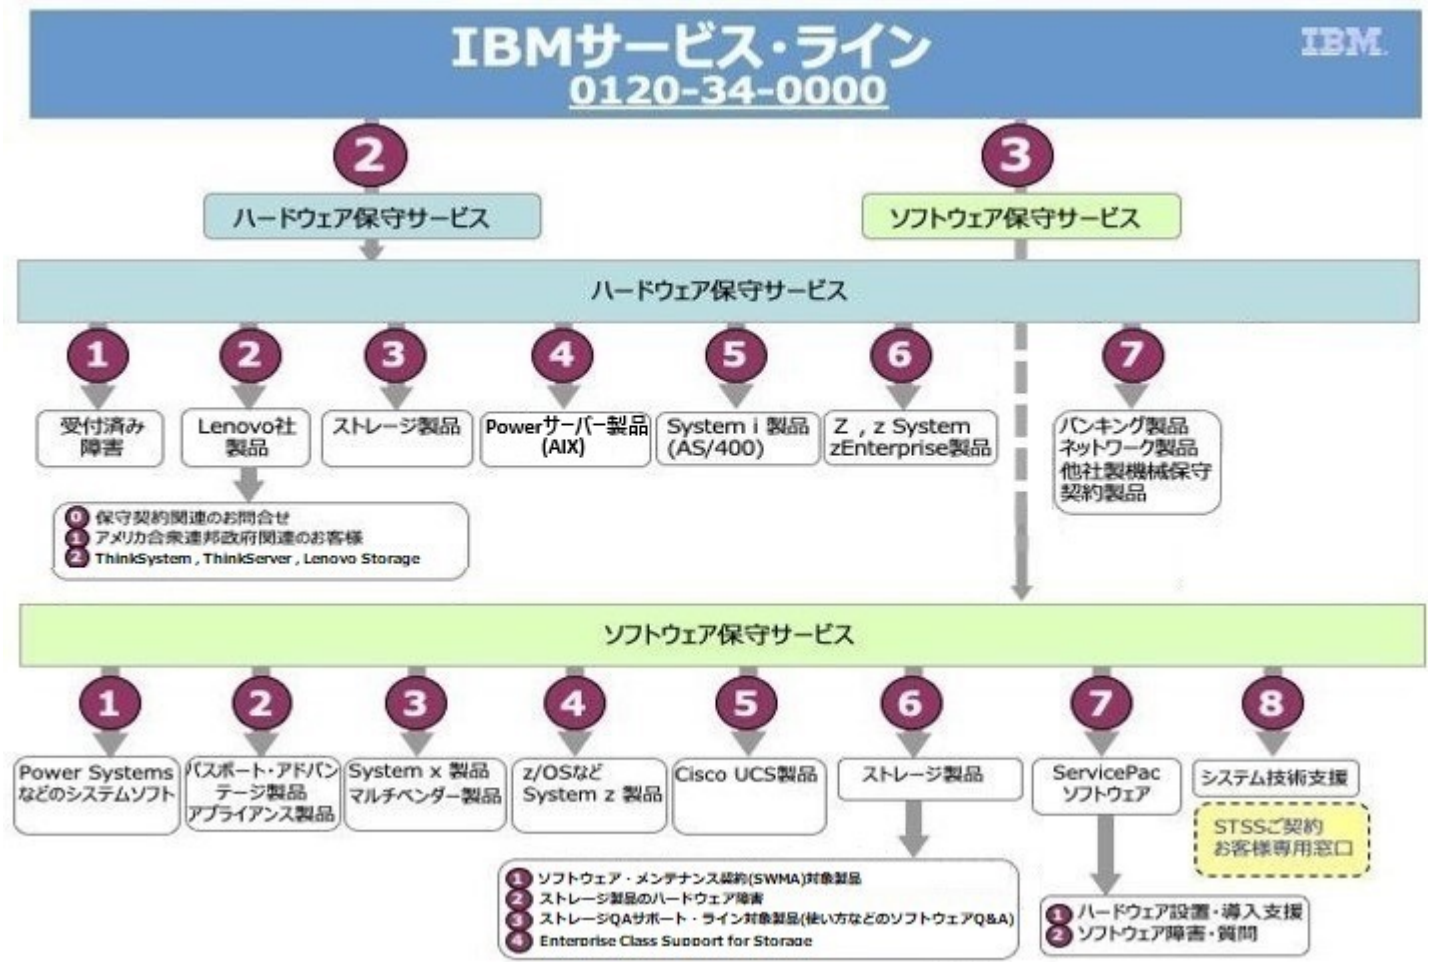 IBMサービス・ライン
IBM.
0120-34-0000
2
3
ハードウェア保守サービス
ソフトウェア保守サービス
ハードウェア保守サービス
1
2
3
4
5
6
7
受付済み
障害
Lenovo社
製品
ストレージ製品
Powerサーバー製品
(AIX)
System i 製品
(AS/400)
Z , z System
zEnterprise製品
バンキング製品
ネットワーク製品
他社製機械保守
契約製品
0 保守契約関連のお問合せ
1 アメリカ合衆連邦政府関連のお客様
2 ThinkSystem , ThinkServer , Lenovo Storage
ソフトウェア保守サービス
1
2
3
4
5
6
7
8
Power Systems
などのシステムソフト
パスポート・アドバン
テージ製品
アプライアンス製品
System x 製品
マルチベンダー製品
z/OSなど
System z 製品
Cisco UCS製品
ストレージ製品
ServicePac
ソフトウェア
システム技術支援
STSSご契約
お客様専用窓口
1 ソフトウェア・メンテナンス契約(SWMA)対象製品
2 ストレージ製品のハードウェア障害
3 ストレージQAサポート・ライン対象製品(使い方などのソフトウェアQ&A)
4 Enterprise Class Support for Storage
1 ハードウェア設置・導入支援
2 ソフトウェア障害・質問